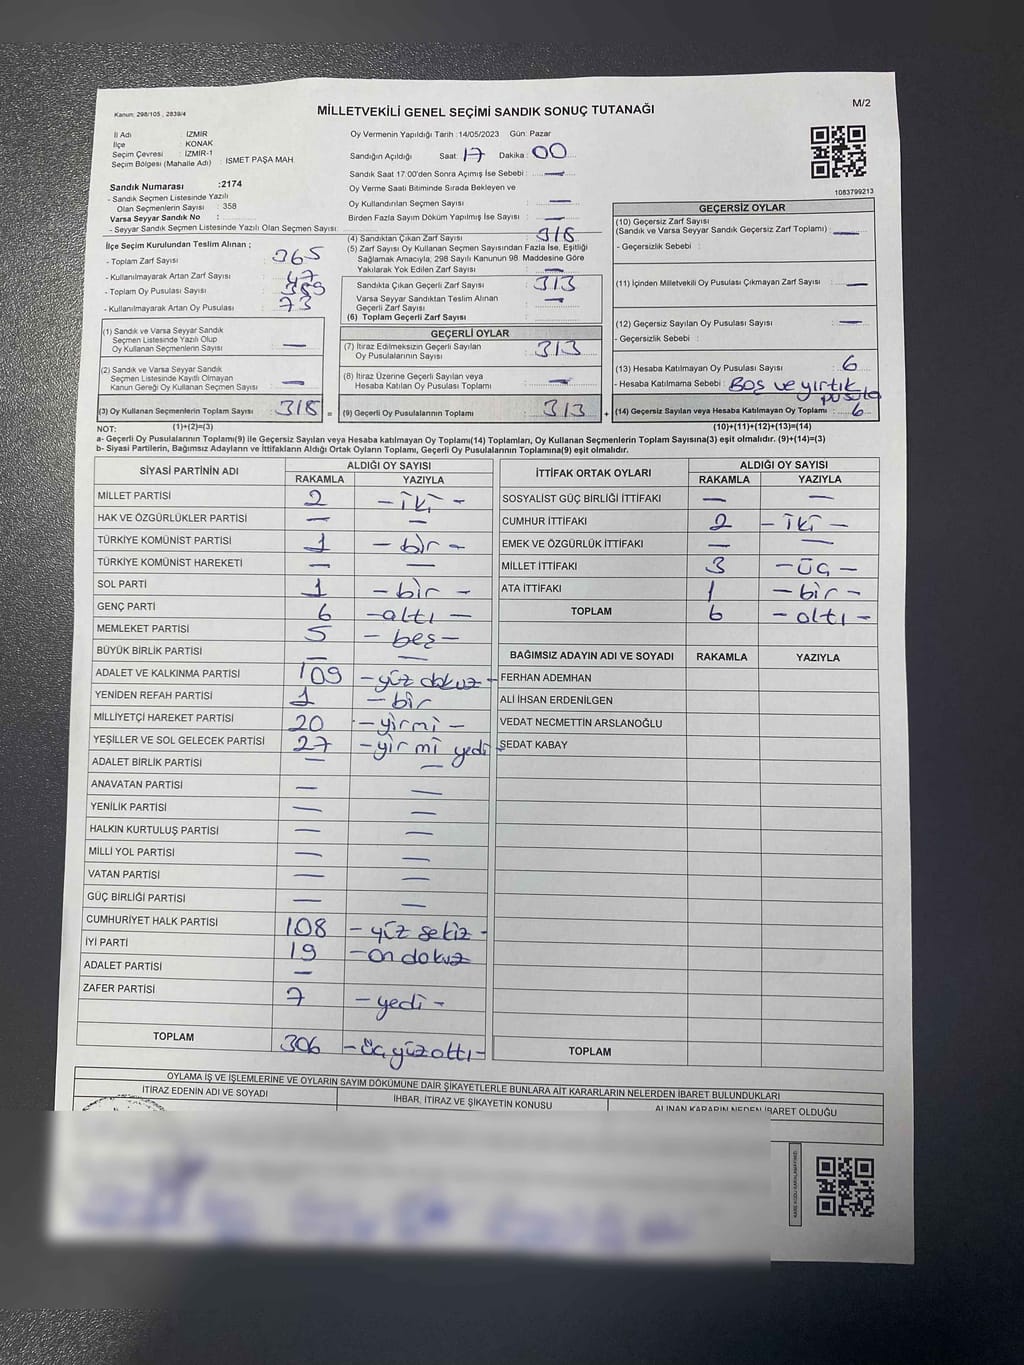 Kanun: 298/105 , 2839/4
MİLLETVEKİLİ GENEL SEÇİMİ SANDIK SONUÇ TUTANAĞI
M/2
İl Adı İZMİR
İlçe : KONAK
Seçim Çevresi : İZMİR-1
Seçim Bölgesi (Mahalle Adı) : İSMET PAŞA MAH.
Sandık Numarası :2174
- Sandık Seçmen Listesinde Yazılı
Olan Seçmenlerin Sayısı : 358
Varsa Seyyar Sandık No :
- Seyyar Sandık Seçmen Listesinde Yazılı Olan Seçmen Sayısı:
İlçe Seçim Kurulundan Teslim Alınan ;
- Toplam Zarf Sayısı : 365
- Kullanılmayarak Artan Zarf Sayısı : 47
- Toplam Oy Pusulası Sayısı :
- Kullanılmayarak Artan Oy Pusulası : 73
(1) Sandık ve Varsa Seyyar Sandık
Seçmen Listesinde Yazılı Olup
Oy Kullanan Seçmenlerin Sayısı : —
(2) Sandık ve Varsa Seyyar Sandık
Seçmen Listesinde Kayıtlı Olmayan
Kanun Gereği Oy Kullanan Seçmen Sayısı : —
(3) Oy Kullanan Seçmenlerin Toplam Sayısı : 318 =
Oy Vermenin Yapıldığı Tarih :14/05/2023 Gün: Pazar
Sandığın Açıldığı Saat: 17 Dakika : 00
Sandık Saat 17:00'den Sonra Açımış İse Sebebi : —
Oy Verme Saati Bitiminde Sırada Bekleyen ve
Oy Kullandırılan Seçmen Sayısı : —
Birden Fazla Sayım Döküm Yapılmış İse Sayısı : —
(4) Sandıktan Çıkan Zarf Sayısı : 318
(5) Zarf Sayısı Oy Kullanan Seçmen Sayısından Fazla İse, Eşitliği
Sağlamak Amacıyla, 298 Sayılı Kanunun 98. Maddesine Göre
Yakılarak Yok Edilen Zarf Sayısı : —
Sandıkta Çıkan Geçerli Zarf Sayısı : 313
Varsa Seyyar Sandıktan Teslim Alınan
Geçerli Zarf Sayısı : —
(6) Toplam Geçerli Zarf Sayısı :
GEÇERLİ OYLAR
(7) İtiraz Edilmeksizin Geçerli Sayılan
Oy Pusulalarının Sayısı : 313
(8) İtiraz Üzerine Geçerli Sayılan veya
Hesaba Katılan Oy Pusulası Toplamı : —
(9) Geçerli Oy Pusulalarının Toplamı : 313 +
1083799213
GEÇERSİZ OYLAR
(10) Geçersiz Zarf Sayısı
(Sandık ve Varsa Seyyar Sandık Geçersiz Zarf Toplamı) : —
- Geçersizlik Sebebi :
(11) İçinden Milletvekili Oy Pusulası Çıkmayan Zarf Sayısı : —
(12) Geçersiz Sayılan Oy Pusulası Sayısı : —
- Geçersizlik Sebebi :
(13) Hesaba Katılmayan Oy Pusulası Sayısı : 6
- Hesaba Katılmama Sebebi : Boş ve yırtık
pusula
(14) Geçersiz Sayılan veya Hesaba Katılmayan Oy Toplamı : 6
NOT: (1)+(2)=(3) (10)+(11)+(12)+(13)=(14)
a- Geçerli Oy Pusulalarının Toplamı(9) ile Geçersiz Sayılan veya Hesaba katılmayan Oy Toplamı(14) Toplamları, Oy Kullanan Seçmenlerin Toplam Sayısına(3) eşit olmalıdır. (9)+(14)=(3)
b- Siyasi Partilerin, Bağımsız Adayların ve İttifakların Aldığı Ortak Oyların Toplamı, Geçerli Oy Pusulalarının Toplamına(9) eşit olmalıdır.
SİYASİ PARTİNİN ADI ALDIĞI OY SAYISI
RAKAMLA YAZIYLA
MİLLET PARTİSİ 2 - iki -
HAK VE ÖZGÜRLÜKLER PARTİSİ — —
TÜRKİYE KOMÜNİST PARTİSİ 1 - bir -
TÜRKİYE KOMÜNİST HAREKETİ — —
SOL PARTİ 1 - bir -
GENÇ PARTİ 6 - altı -
MEMLEKET PARTİSİ 5 - beş -
BÜYÜK BİRLİK PARTİSİ — —
ADALET VE KALKINMA PARTİSİ 109 - yüz dokuz -
YENİDEN REFAH PARTİSİ 1 - bir
MİLLİYETÇİ HAREKET PARTİSİ 20 - yirmi -
YEŞİLLER VE SOL GELECEK PARTİSİ 27 - yirmi yedi -
ADALET BİRLİK PARTİSİ — —
ANAVATAN PARTİSİ — —
YENİLİK PARTİSİ — —
HALKIN KURTULUŞ PARTİSİ — —
MİLLİ YOL PARTİSİ — —
VATAN PARTİSİ — —
GÜÇ BİRLİĞİ PARTİSİ — —
CUMHURİYET HALK PARTİSİ 108 - yüz sekiz -
İYİ PARTİ 19 - on dokuz
ADALET PARTİSİ —
ZAFER PARTİSİ 7 - yedi -
TOPLAM 306 - üç yüz altı -
İTTİFAK ORTAK OYLARI ALDIĞI OY SAYISI
RAKAMLA YAZIYLA
SOSYALİST GÜÇ BİRLİĞİ İTTİFAKI — —
CUMHUR İTTİFAKI 2 - iki -
EMEK VE ÖZGÜRLÜK İTTİFAKI — —
MİLLET İTTİFAKI 3 - üç -
ATA İTTİFAKI 1 - bir -
TOPLAM 6 - altı -
BAĞIMSIZ ADAYIN ADI VE SOYADI RAKAMLA YAZIYLA
FERHAN ADEMHAN
ALİ İHSAN ERDENİLGEN
VEDAT NECMETTİN ARSLANOĞLU
SEDAT KABAY
TOPLAM
OYLAMA İŞ VE İŞLEMLERİNE VE OYLARIN SAYIM DÖKÜMÜNE DAİR ŞİKAYETLERLE BUNLARA AİT KARARLARIN NELERDEN İBARET BULUNDUKLARI
İTİRAZ EDENİN ADI VE SOYADI İHBAR, İTİRAZ VE ŞİKAYETİN KONUSU ALINAN KARARIN NEDEN İBARET OLDUĞU